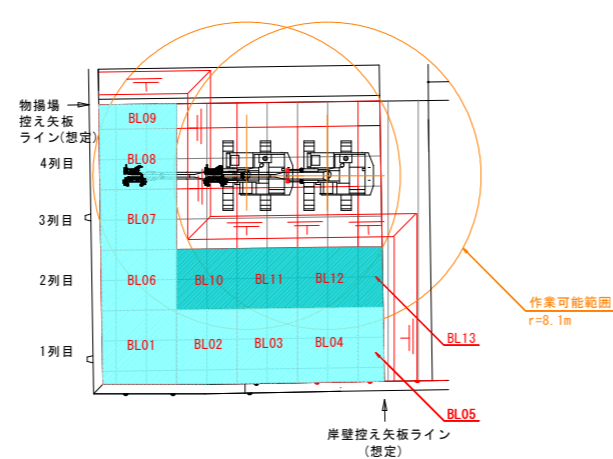 物揚場
控え矢板
ライン(想定)
4列目
3列目
2列目
1列目
BL09
BL08
BL07
BL06
BL10
BL11
BL12
BL01
BL02
BL03
BL04
作業可能範囲
r=8.1m
BL13
BL05
岸壁控え矢板ライン
(想定)